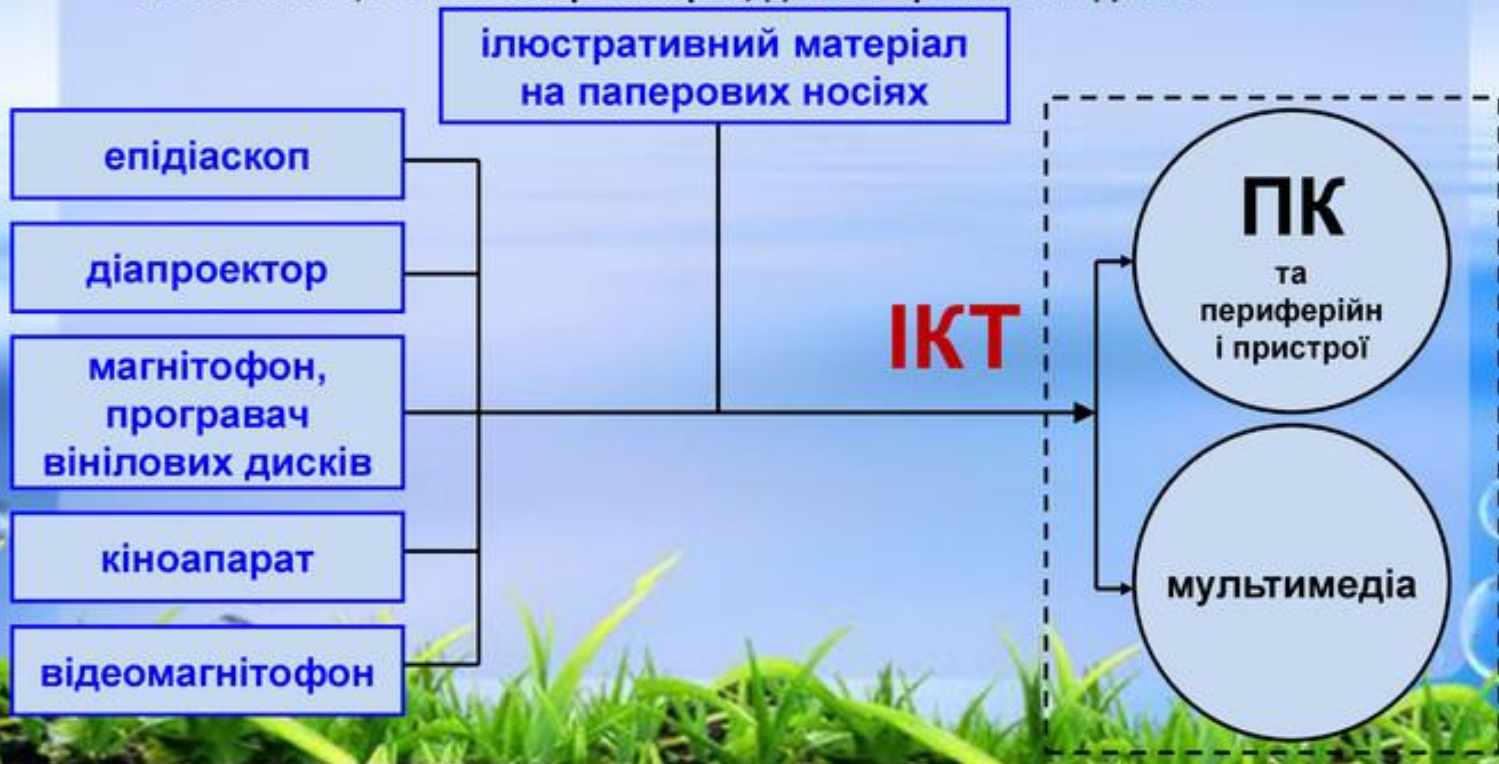 ілюстративний матеріал
на паперових носіях
епідіаскоп
діапроектор
магнітофон,
програвач
вінілових дисків
кіноапарат
відеомагнітофон
ІКТ
ПК
та
периферійн
і пристрої
мультимедіа